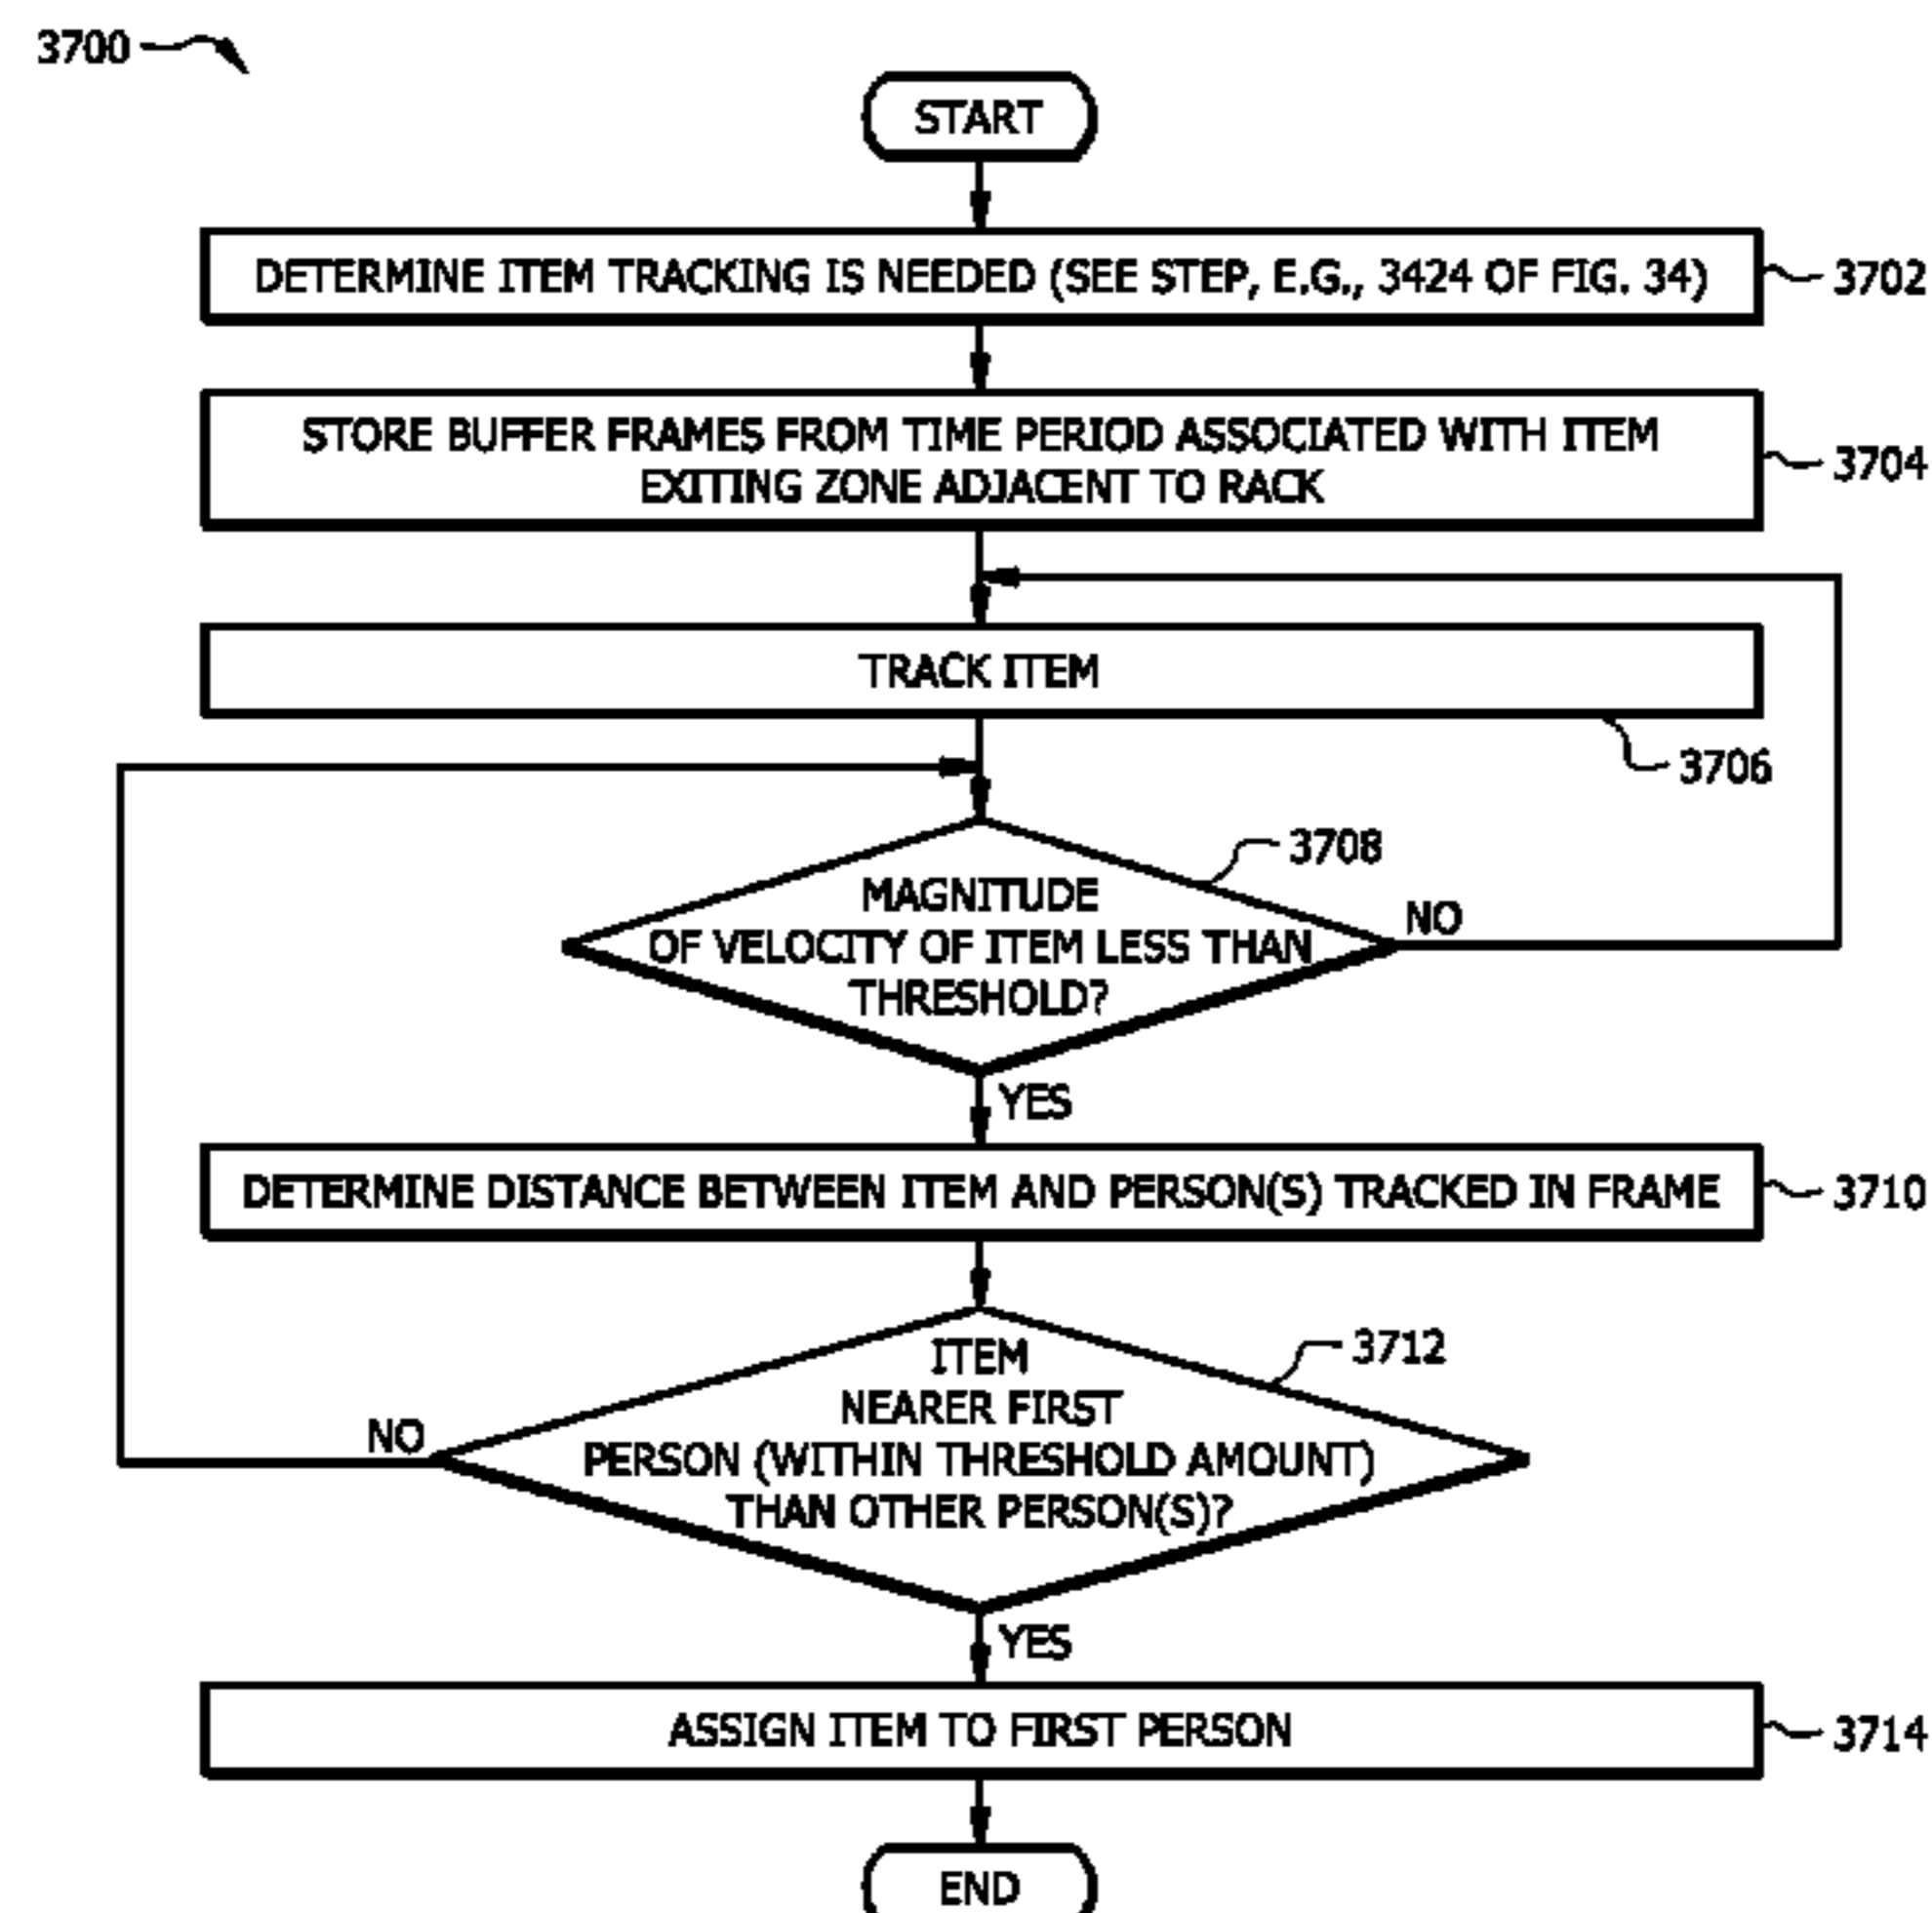 3700
START
DETERMINE ITEM TRACKING IS NEEDED (SEE STEP, E.G., 3424 OF FIG. 34)
3702
STORE BUFFER FRAMES FROM TIME PERIOD ASSOCIATED WITH ITEM
EXITING ZONE ADJACENT TO RACK
3704
TRACK ITEM
3706
3708
MAGNITUDE
OF VELOCITY OF ITEM LESS THAN
THRESHOLD?
NO
YES
DETERMINE DISTANCE BETWEEN ITEM AND PERSON(S) TRACKED IN FRAME
3710
3712
ITEM
NEARER FIRST
PERSON (WITHIN THRESHOLD AMOUNT)
THAN OTHER PERSON(S)?
NO
YES
ASSIGN ITEM TO FIRST PERSON
3714
END